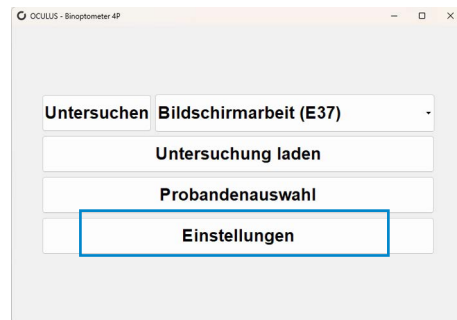 OCULUS - Binoptometer 4P
Untersuchen Bildschirmarbeit (E37)
Untersuchung laden
Probandenauswahl
Einstellungen